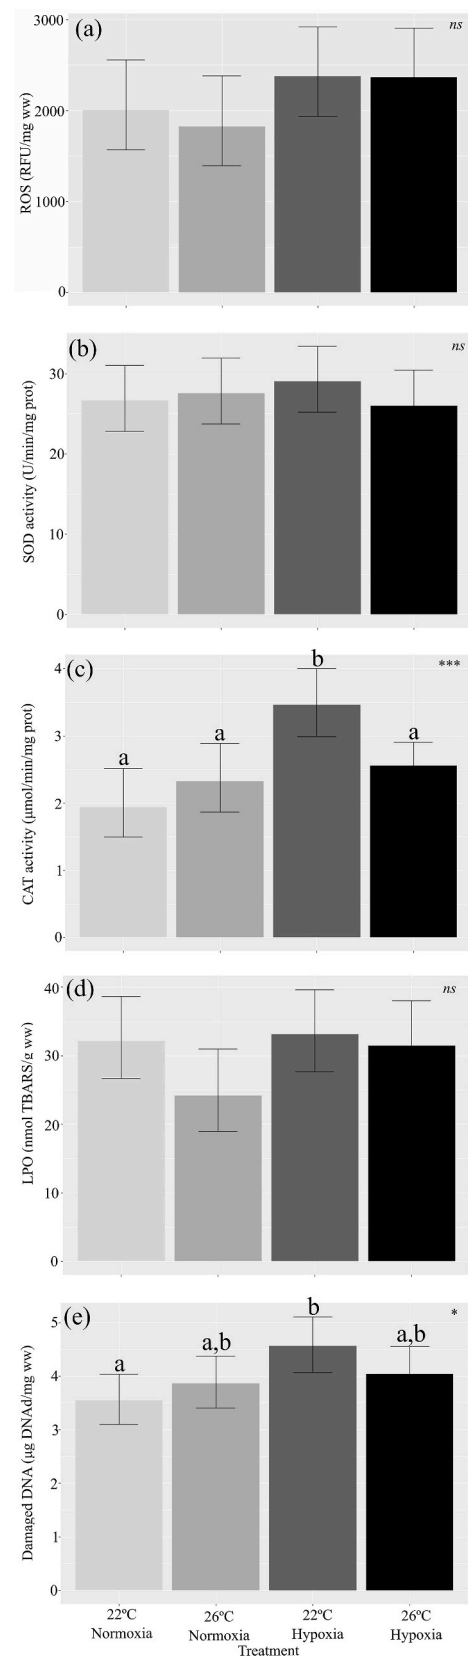 (a)
ns
ROS (RFU/mg ww)
3000
2000
1000
0
(b)
ns
SOD activity (U/min/mg prot)
30
20
10
0
(c)
***
CAT activity (µmol/min/mg prot)
4
3
2
1
0
a
a
b
a
(d)
ns
LPO (nmol TBARS/g ww)
40
30
20
10
0
(e)
*
Damaged DNA (µg DNAd/mg ww)
5
4
3
2
1
0
a
a,b
b
a,b
22ºC Normoxia
26ºC Normoxia
22ºC Hypoxia
26ºC Hypoxia
Treatment